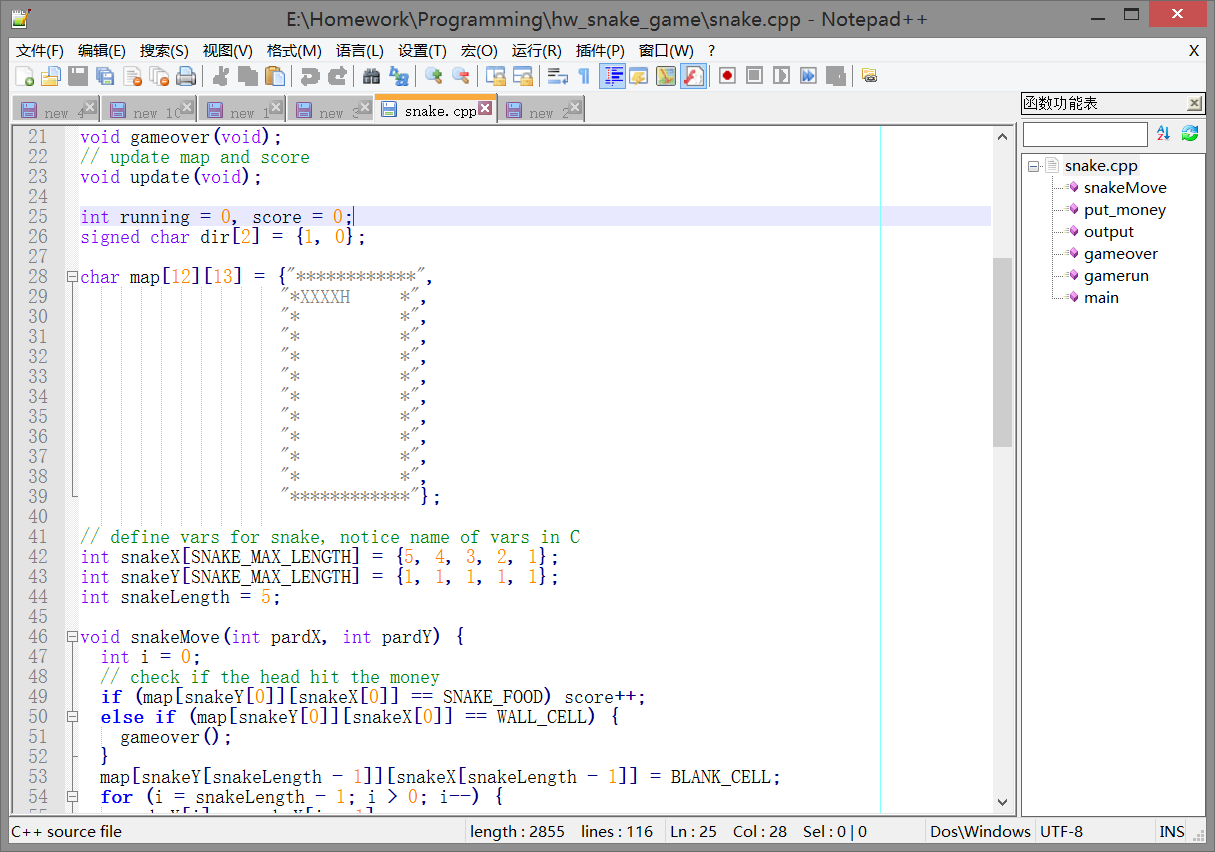 E:\Homework\Programming\hw_snake_game\snake.cpp - Notepad++
文件(F) 编辑(E) 搜索(S) 视图(V) 格式(M) 语言(L) 设置(T) 宏(O) 运行(R) 插件(P) 窗口(W) ? X
new new 10 new 1 new snake.cpp new 2
函数功能表
snake.cpp
snakeMove
put_money
output
gameover
gamerun
main
21 void gameover(void);
22 // update map and score
23 void update(void);
24
25 int running = 0, score = 0;
26 signed char dir[2] = {1, 0};
27
28 char map[12][13] = {"************",
29 "*XXXXH     *",
30 "*          *",
31 "*          *",
32 "*          *",
33 "*          *",
34 "*          *",
35 "*          *",
36 "*          *",
37 "*          *",
38 "*          *",
39 "************"};
40
41 // define vars for snake, notice name of vars in C
42 int snakeX[SNAKE_MAX_LENGTH] = {5, 4, 3, 2, 1};
43 int snakeY[SNAKE_MAX_LENGTH] = {1, 1, 1, 1, 1};
44 int snakeLength = 5;
45
46 void snakeMove(int pardX, int pardY) {
47 int i = 0;
48 // check if the head hit the money
49 if (map[snakeY[0]][snakeX[0]] == SNAKE_FOOD) score++;
50 else if (map[snakeY[0]][snakeX[0]] == WALL_CELL) {
51 gameover();
52 }
53 map[snakeY[snakeLength - 1]][snakeX[snakeLength - 1]] = BLANK_CELL;
54 for (i = snakeLength - 1; i > 0; i--) {
C++ source file length : 2855 lines : 116 Ln : 25 Col : 28 Sel : 0 | 0 Dos\Windows UTF-8 INS